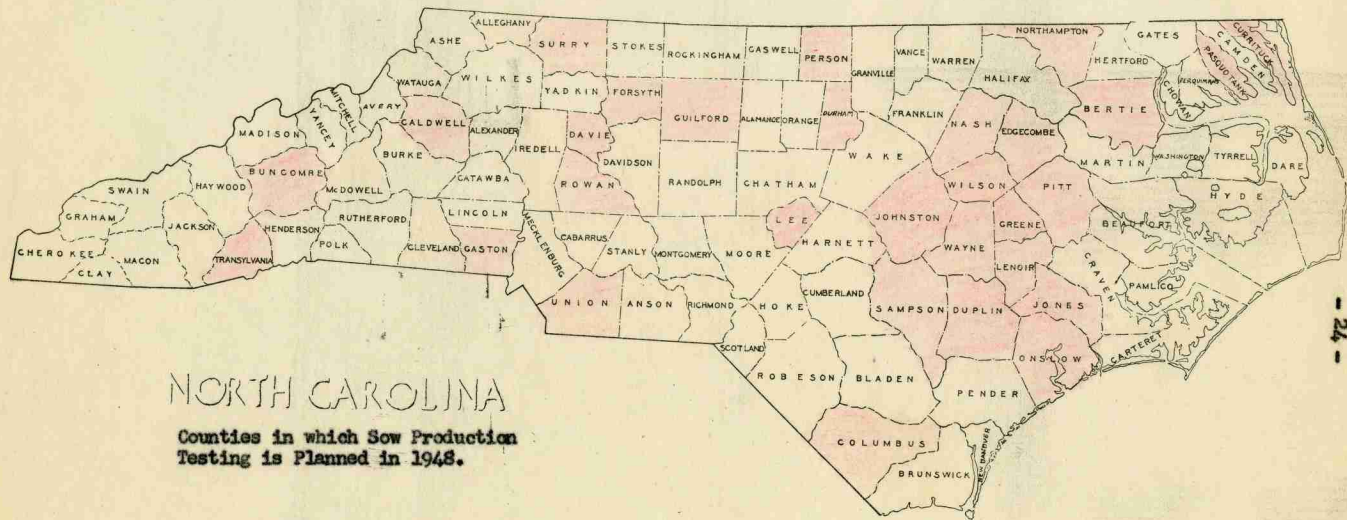 ALLEGHANY
ASHE
SURRY
STOKES
ROCKINGHAM
CASWELL
PERSON
GRANVILLE
VANCE
WARREN
NORTHAMPTON
GATES
HERTFORD
HALIFAX
CURRITUCK
CAMDEN
PASQUOTANK
PERQUIMANS
CHOWAN
WATAUGA
WILKES
YADKIN
FORSYTH
GUILFORD
ALAMANCE
ORANGE
DURHAM
FRANKLIN
NASH
EDGECOMBE
BERTIE
MITCHELL
AVERY
YANCEY
MADISON
CALDWELL
ALEXANDER
IREDELL
DAVIE
DAVIDSON
WAKE
MARTIN
WASHINGTON
TYRRELL
DARE
BUNCOMBE
BURKE
McDOWELL
CATAWBA
ROWAN
RANDOLPH
CHATHAM
WILSON
PITT
HYDE
SWAIN
HAYWOOD
GRAHAM
JACKSON
RUTHERFORD
LINCOLN
MECKLENBURG
CABARRUS
STANLY
MONTGOMERY
MOORE
LEE
HARNETT
JOHNSTON
GREENE
WAYNE
BEAUFORT
CHEROKEE
CLAY
MACON
TRANSYLVANIA
HENDERSON
POLK
CLEVELAND
GASTON
LENOIR
CRAVEN
PAMLICO
UNION
ANSON
RICHMOND
HOKE
CUMBERLAND
SAMPSON
DUPLIN
JONES
SCOTLAND
ONSLOW
CARTERET
ROBESON
BLADEN
PENDER
COLUMBUS
BRUNSWICK
NEW HANOVER
NORTH CAROLINA
Counties in which Sow Production
Testing is Planned in 1948.
- 24 -